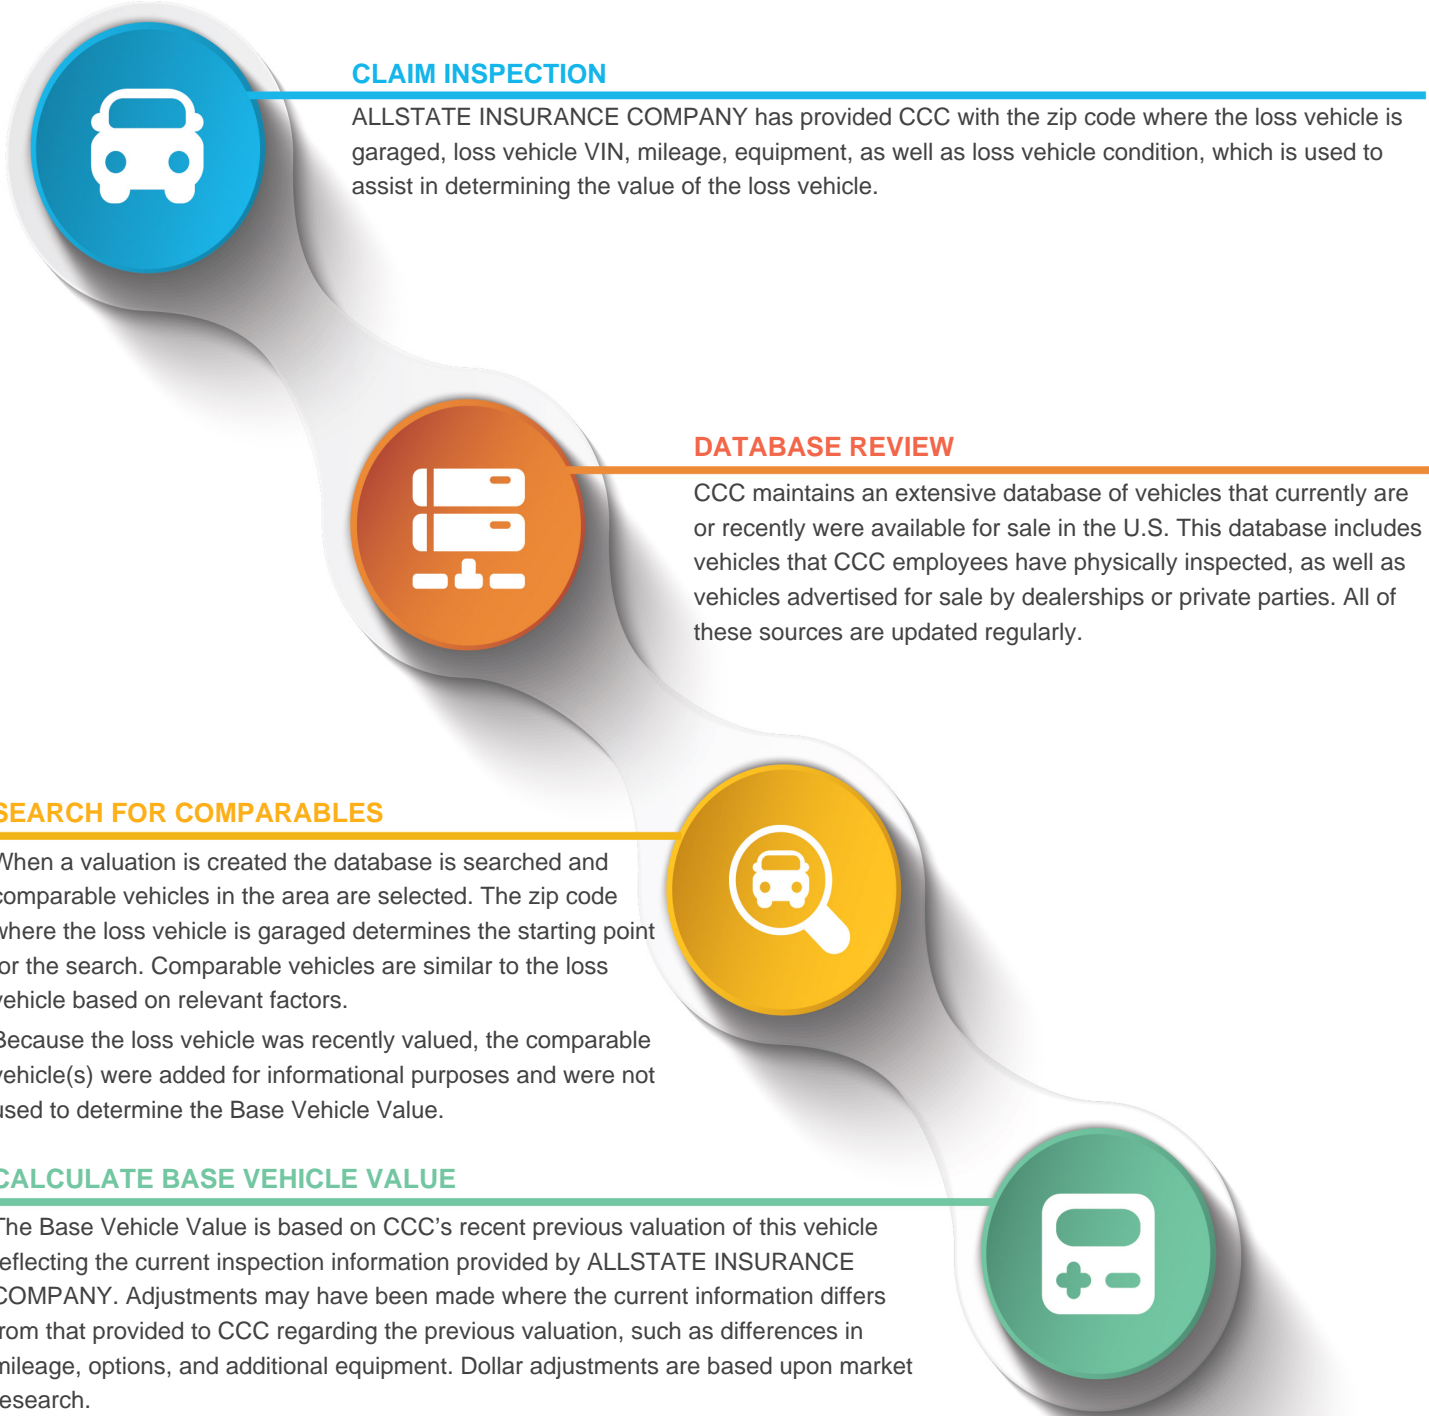 CLAIM INSPECTION
ALLSTATE INSURANCE COMPANY has provided CCC with the zip code where the loss vehicle is
garaged, loss vehicle VIN, mileage, equipment, as well as loss vehicle condition, which is used to
assist in determining the value of the loss vehicle.
DATABASE REVIEW
CCC maintains an extensive database of vehicles that currently are
or recently were available for sale in the U.S. This database includes
vehicles that CCC employees have physically inspected, as well as
vehicles advertised for sale by dealerships or private parties. All of
these sources are updated regularly.
SEARCH FOR COMPARABLES
When a valuation is created the database is searched and
comparable vehicles in the area are selected. The zip code
where the loss vehicle is garaged determines the starting point
for the search. Comparable vehicles are similar to the loss
vehicle based on relevant factors.
Because the loss vehicle was recently valued, the comparable
vehicle(s) were added for informational purposes and were not
used to determine the Base Vehicle Value.
CALCULATE BASE VEHICLE VALUE
The Base Vehicle Value is based on CCC's recent previous valuation of this vehicle
reflecting the current inspection information provided by ALLSTATE INSURANCE
COMPANY. Adjustments may have been made where the current information differs
from that provided to CCC regarding the previous valuation, such as differences in
mileage, options, and additional equipment. Dollar adjustments are based upon market
research.